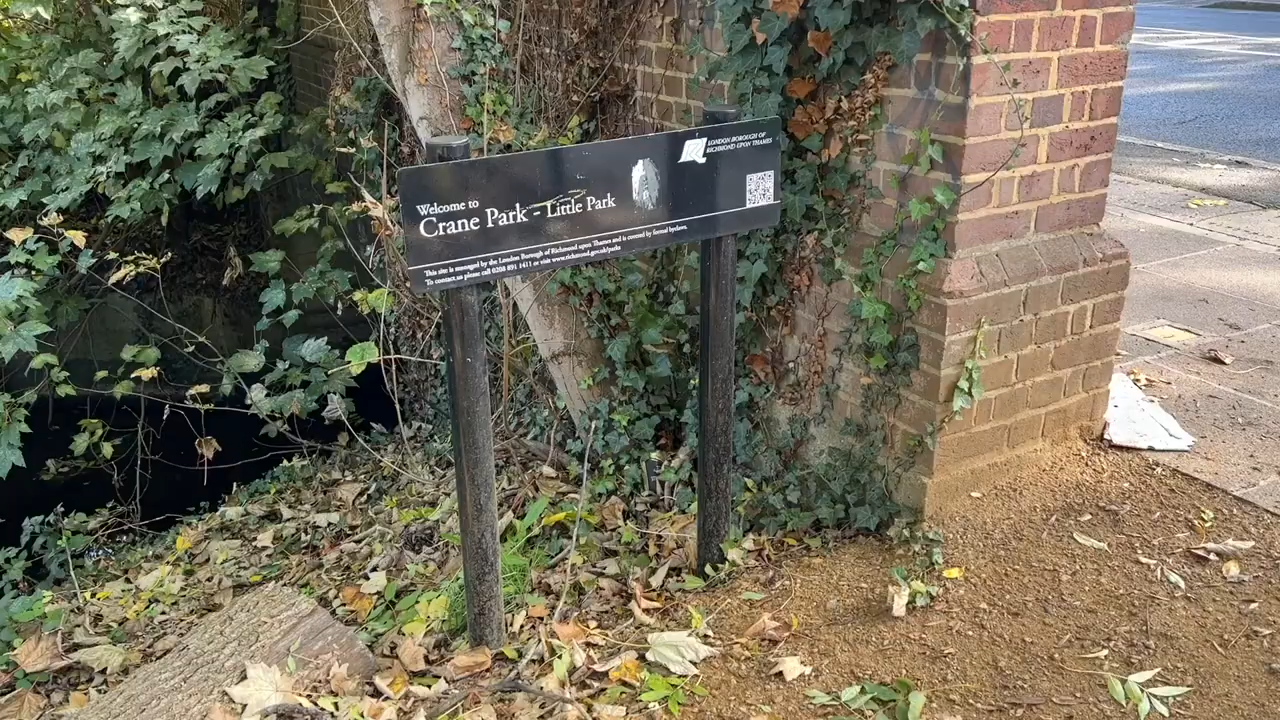 Welcome to
Crane Park - Little Park
LONDON BOROUGH OF
RICHMOND UPON THAMES
This site is managed by the London Borough of Richmond upon Thames and is covered by formal byelaws.
To contact us please call 0208 891 1411 or visit www.richmond.gov.uk/parks